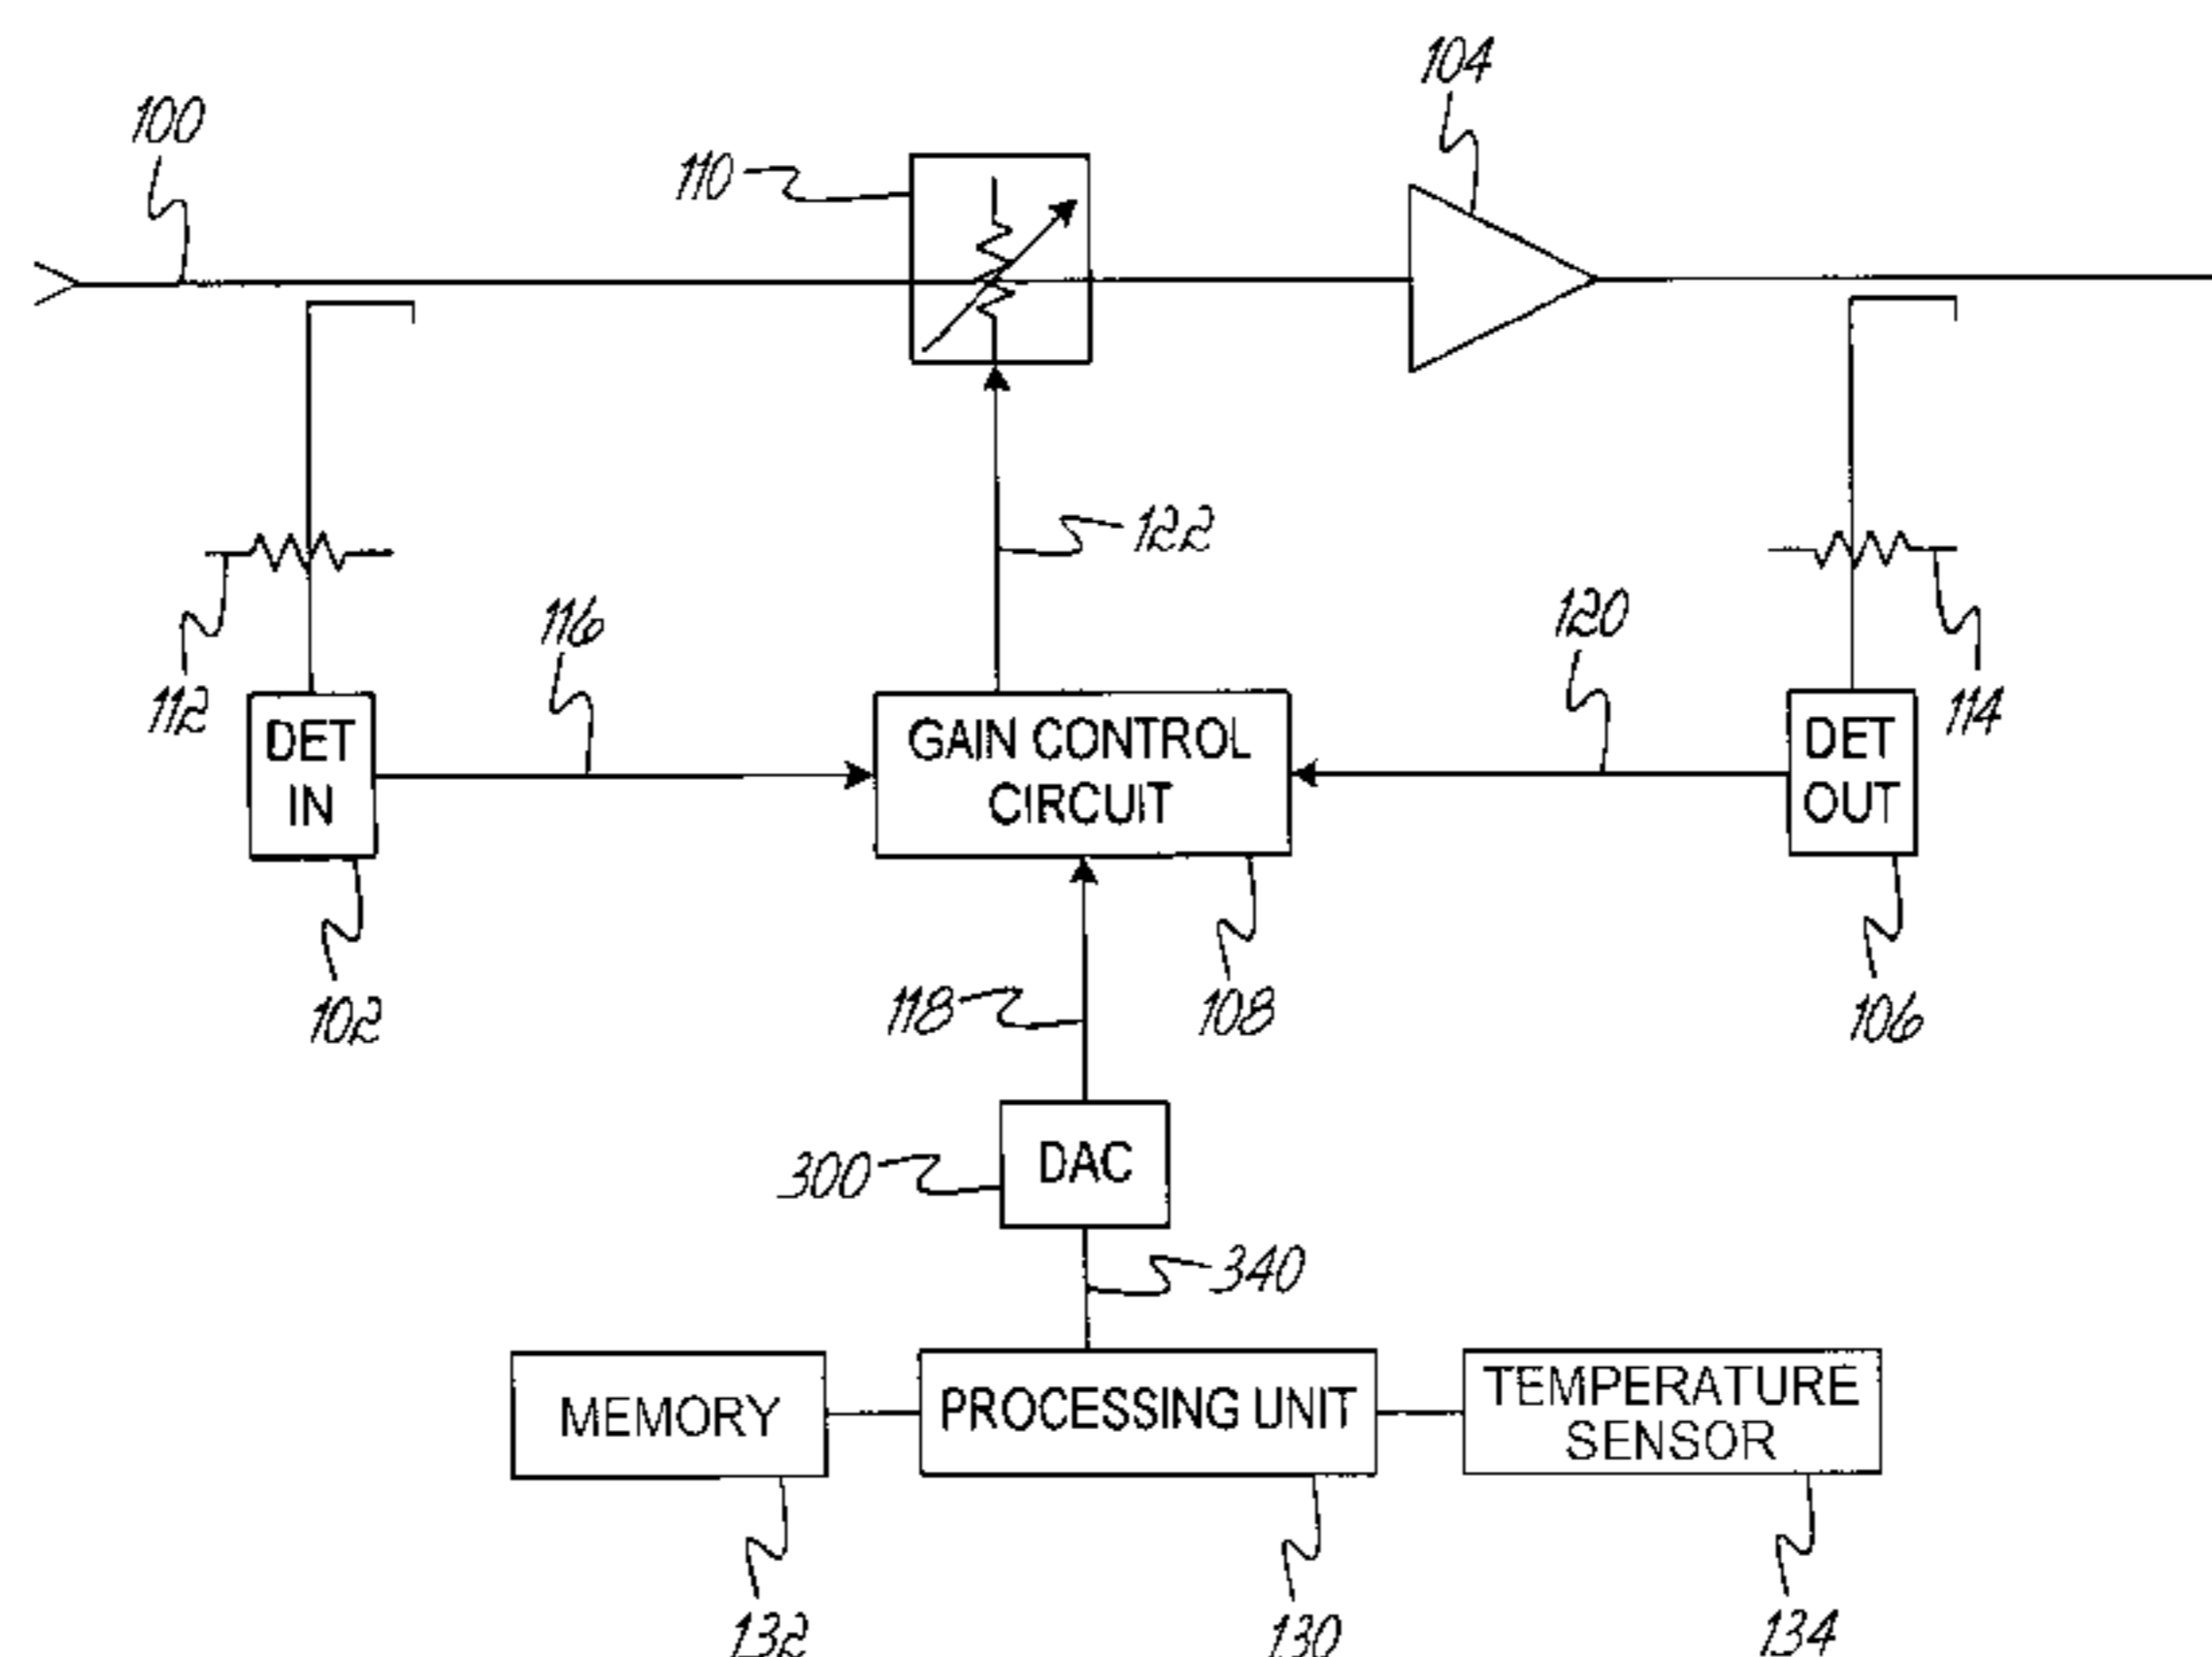 104
100
110
122
116
120
112
DET
IN
GAIN CONTROL
CIRCUIT
DET
OUT
114
102
118
108
106
300
DAC
340
MEMORY
PROCESSING UNIT
TEMPERATURE
SENSOR
132
130
134